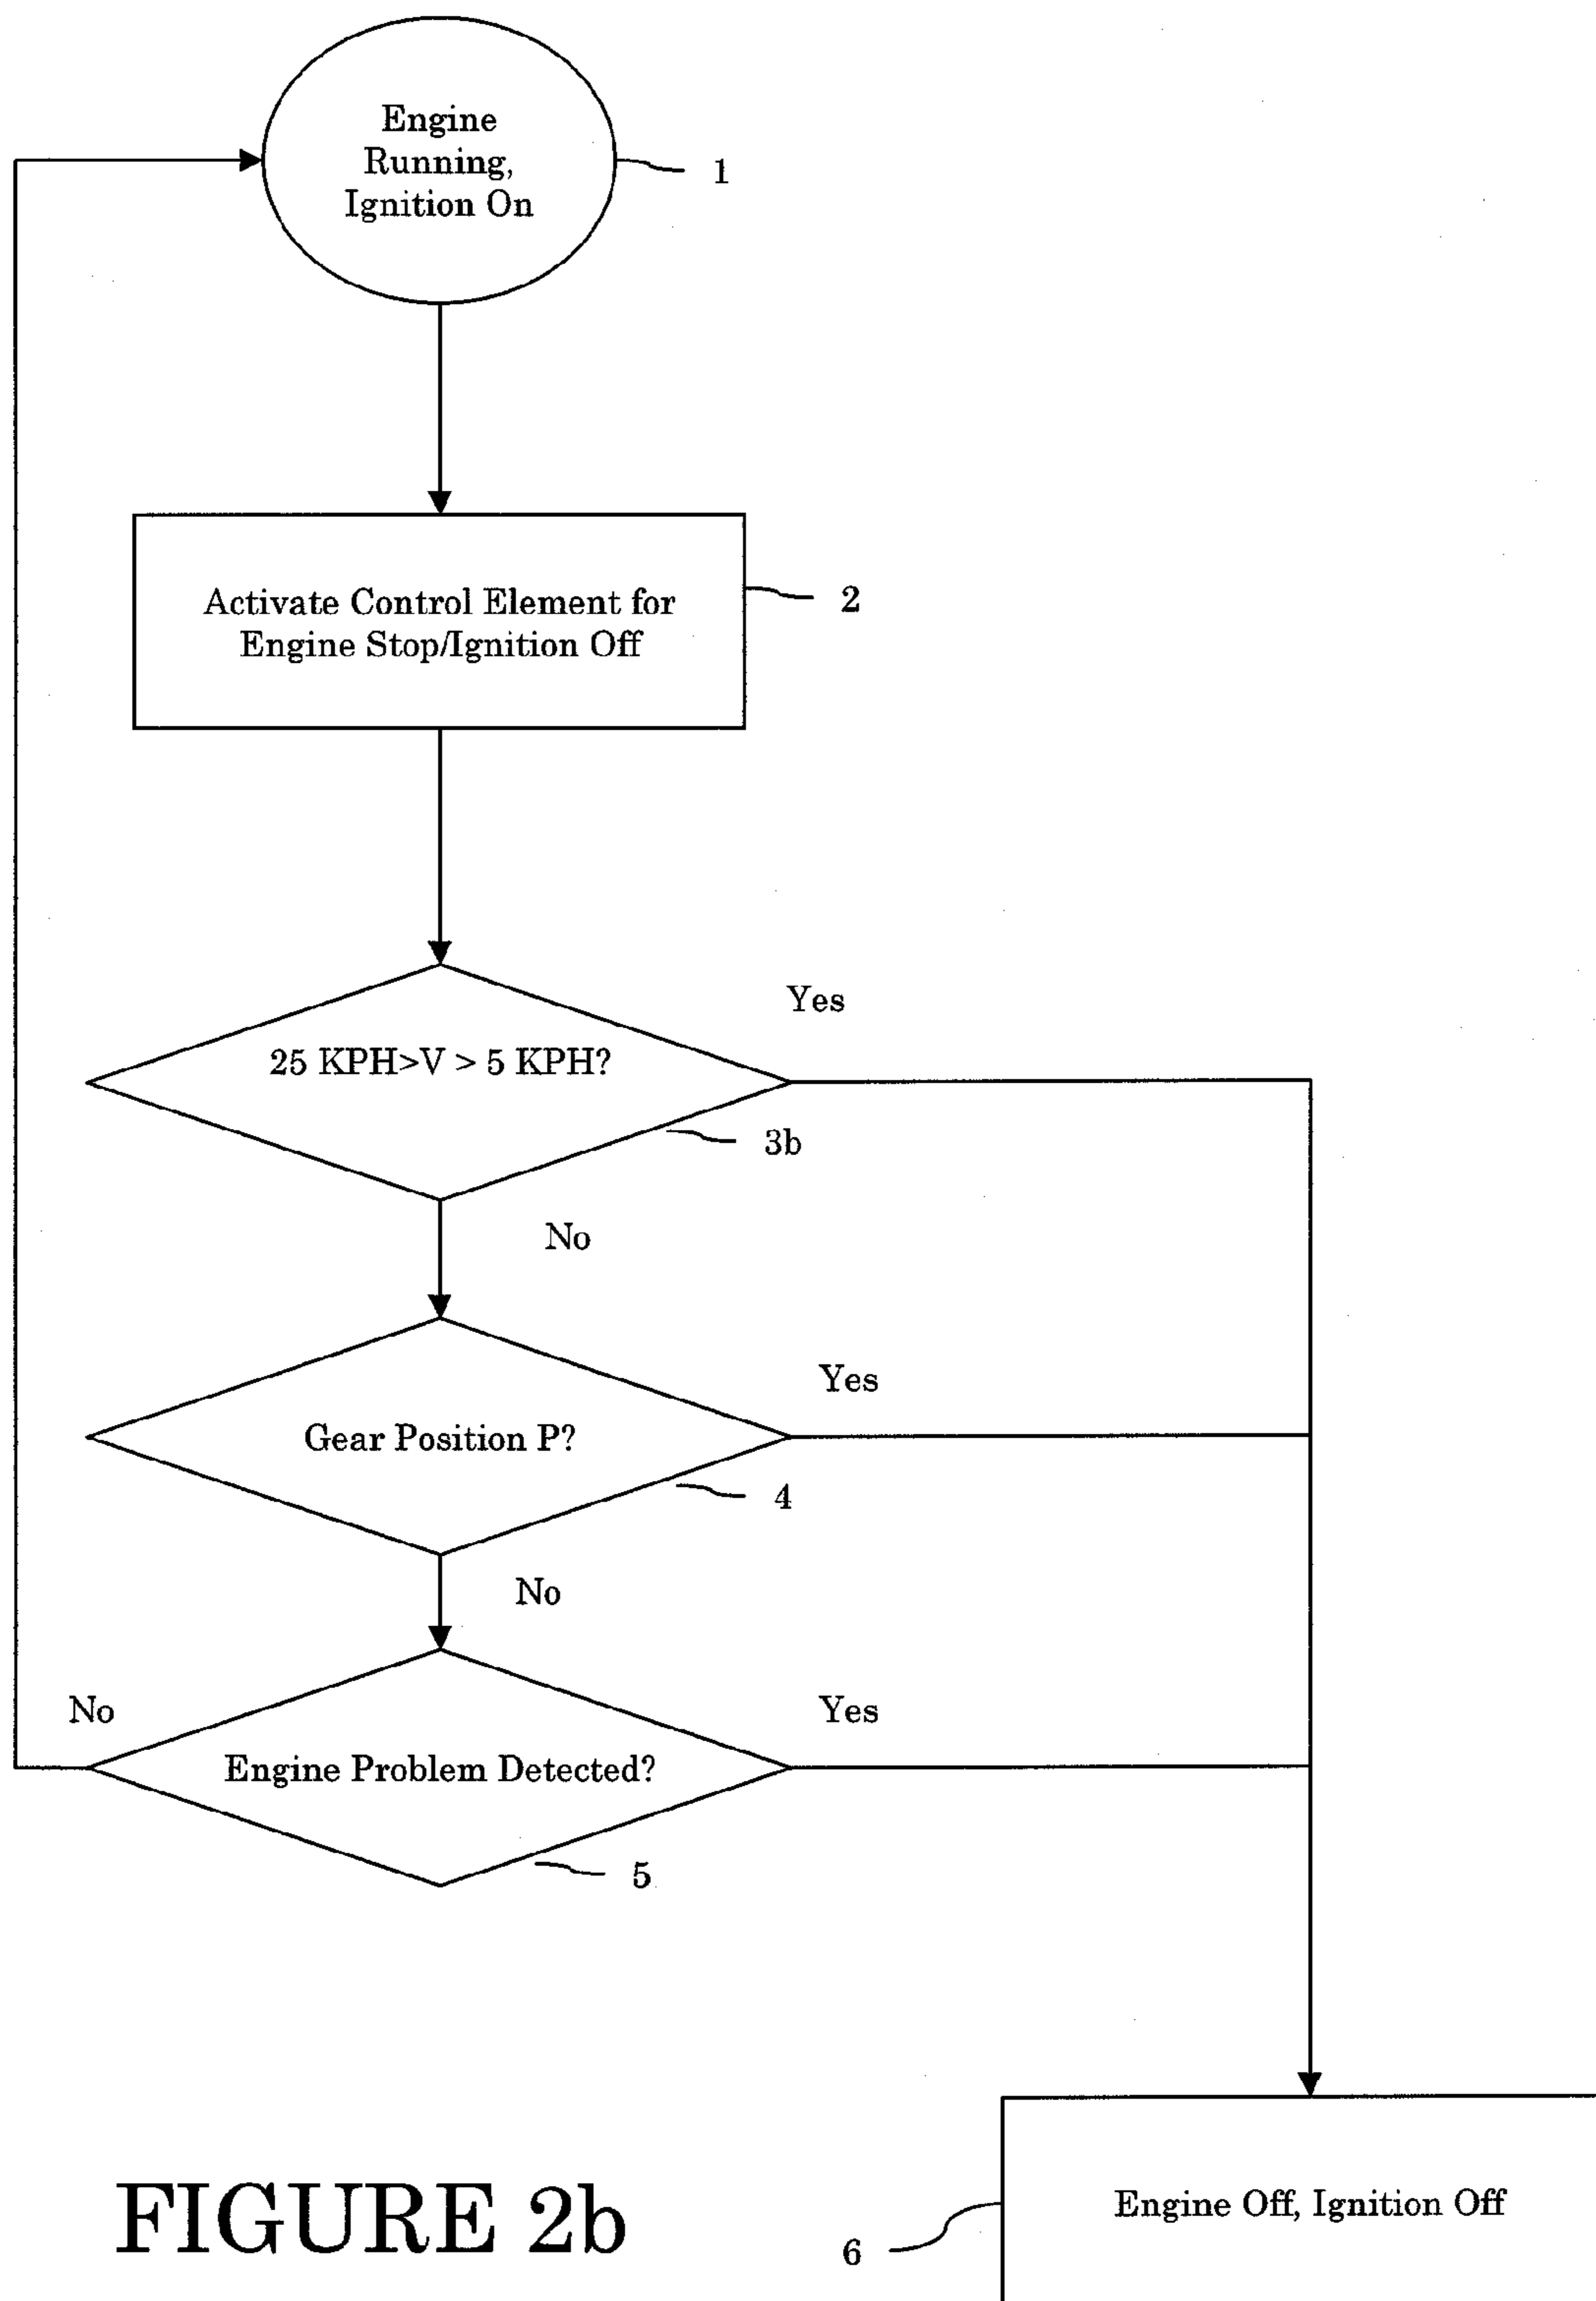 Engine
Running,
Ignition On
1
Activate Control Element for
Engine Stop/Ignition Off
2
Yes
25 KPH>V > 5 KPH?
3b
No
Yes
Gear Position P?
4
No
No
Yes
Engine Problem Detected?
5
Engine Off, Ignition Off
6
FIGURE 2b